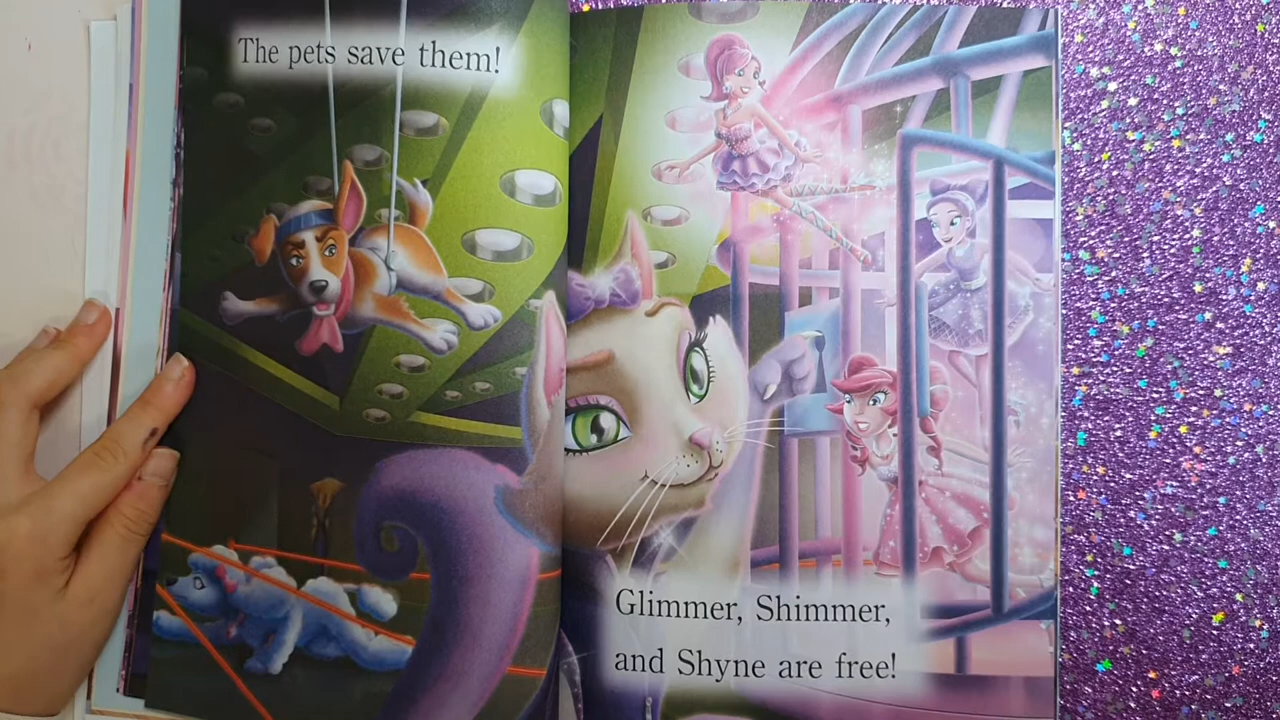 The pets save them!
Glimmer, Shimmer,
and Shyne are free!